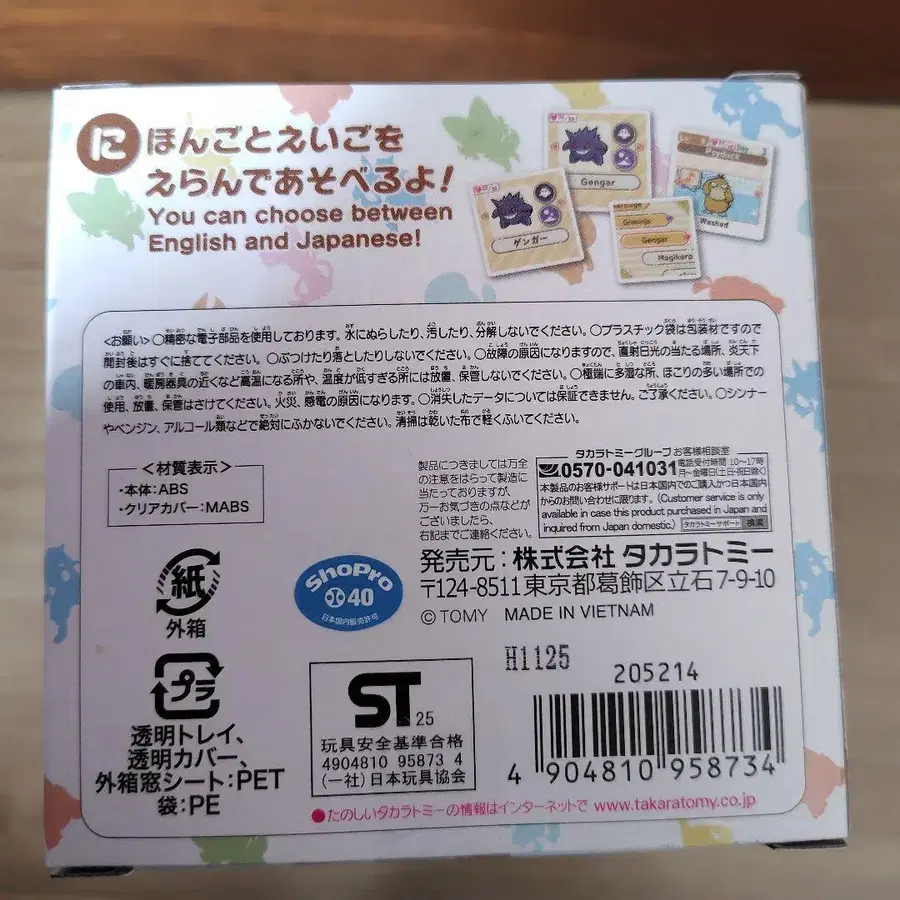 にほんごとえいごを
えらんであそべるよ!
You can choose between
English and Japanese!
Gengar
ゲンガー
Greninja
Gengar
Magikarp
Psyduck
Washed
<お願い>○精密な電子部品を使用しております。水にぬらしたり、汚したり、分解しないでください。○プラスチック袋は包装材ですので
開封後はすぐに捨ててください。○ぶつけたり落としたりしないでください。○故障の原因になりますので、直射日光の当たる場所、炎天下
の車内、暖房器具の近くなど高温になる所や、温度が低すぎる所には放置、保管しないでください。○極端に多湿な所、ほこりの多い場所での
使用、放置、保管はさけてください。火災、感電の原因になります。○消失したデータについては保証できません。ご了承ください。○シンナー
やベンジン、アルコール類などで絶対にふかないでください。清掃は乾いた布で軽くふいてください。
<材質表示>
・本体:ABS
・クリアカバー:MABS
製品につきましては万全
の注意をはらって製造に
当たっておりますが、
万一お気づきの点などが
ございましたら、
右記までご連絡ください。
タカラトミーグループお客様相談室
0570-041031 電話受付時間 10〜17時
月〜金曜日(土・日・祝日除く)
本製品のお客様サポートは日本国内でのご購入かつ日本国内
からのお問い合わせに限ります。(Customer service is only
available in case this product purchased in Japan and
inquired from Japan domestic.) タカラトミーサポート 検索
発売元:株式会社 タカラトミー
〒124-8511東京都葛飾区立石7-9-10
© TOMY MADE IN VIETNAM
紙
外箱
ShoPro
40
日本国内販売許可
プラ
透明トレイ、
透明カバー、
外箱窓シート:PET
袋:PE
ST 25
玩具安全基準合格
4904810 95873 4
(一社)日本玩具協会
H1125
205214
4 904810 958734
●たのしいタカラトミーの情報はインターネットで www.takaratomy.co.jp